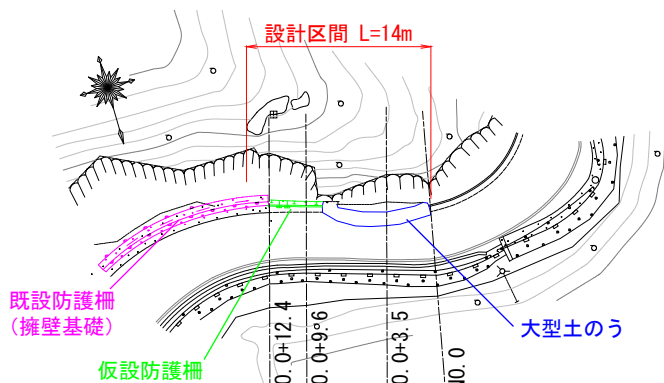 設計区間 L=14m
既設防護柵
(擁壁基礎)
仮設防護柵
大型土のう
0.0+12.4
0.0+9.6
0.0+3.5
NO.0